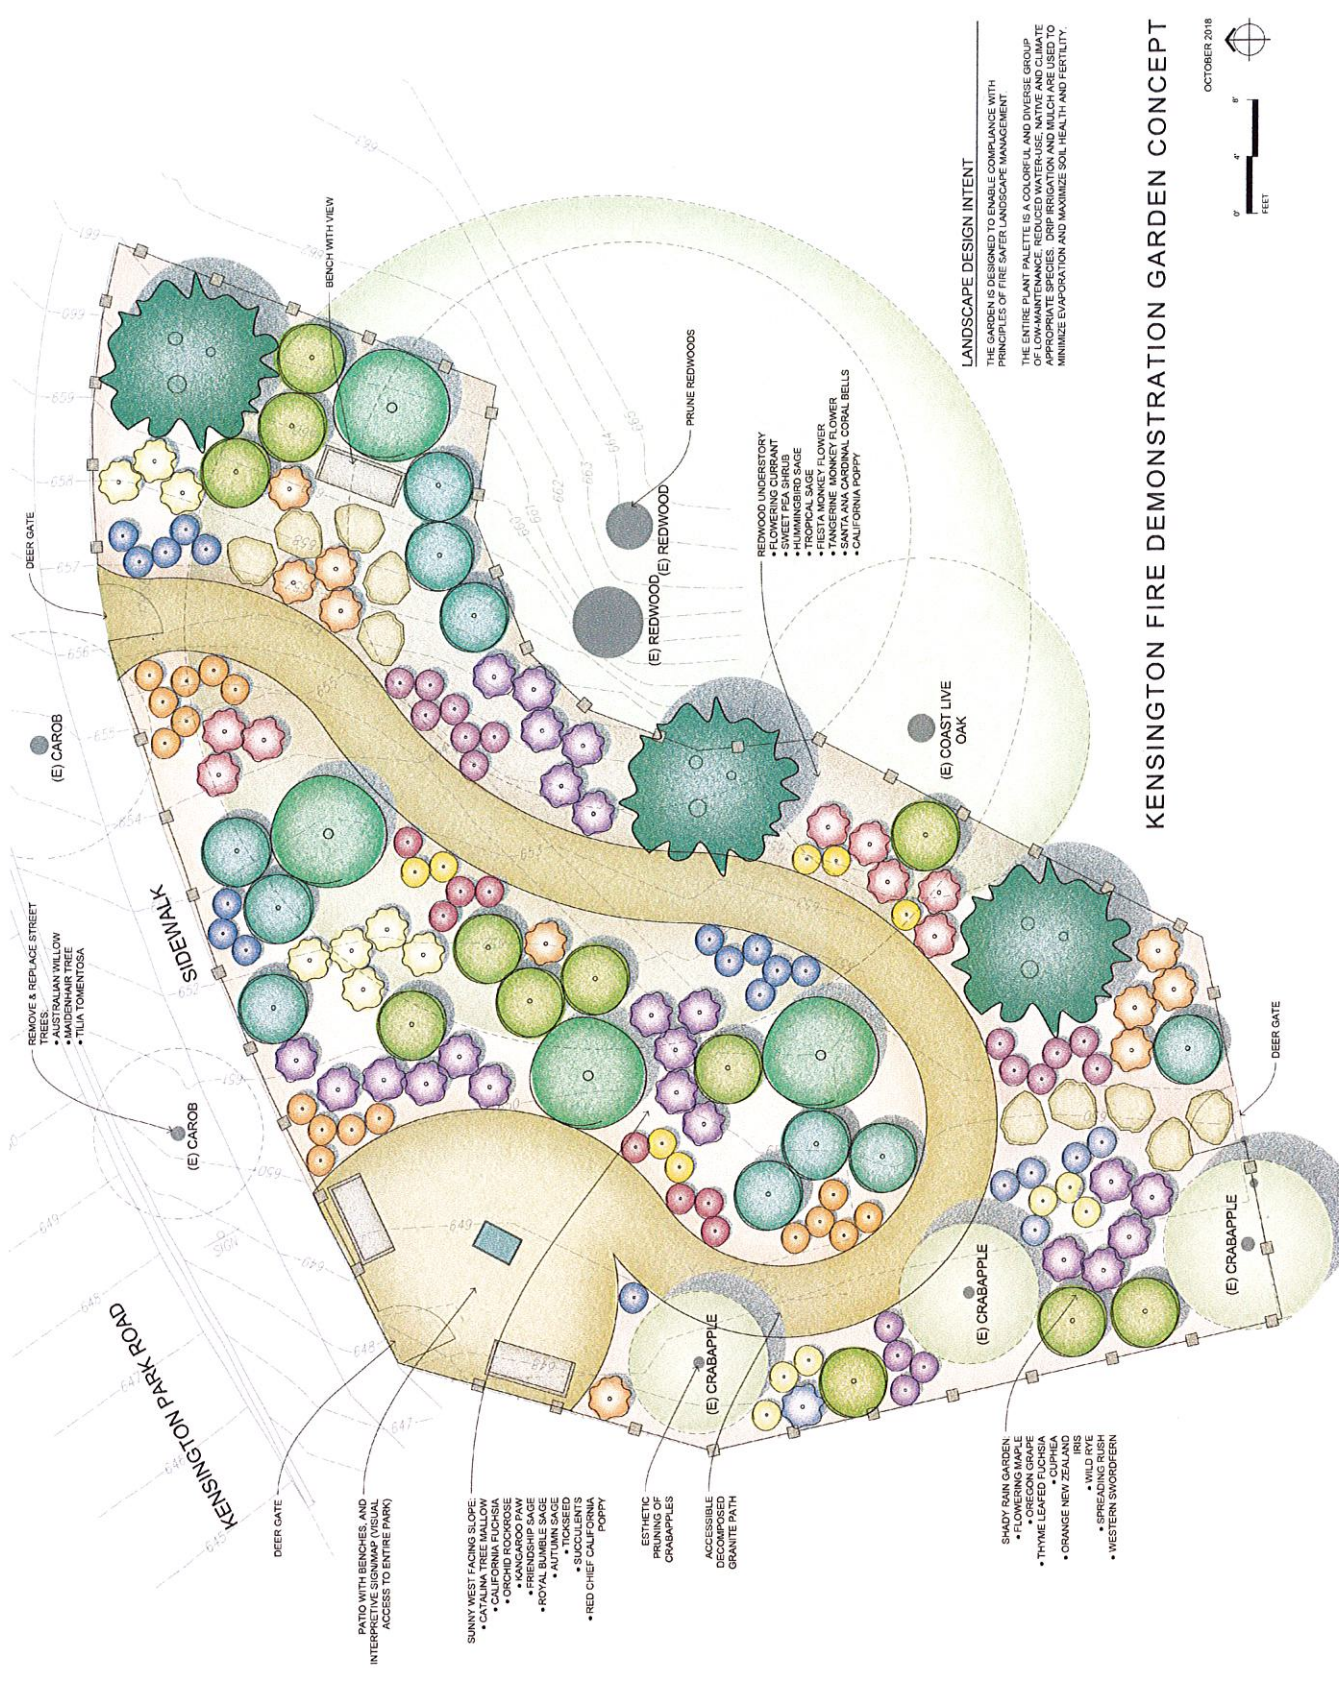 REMOVE & REPLACE STREET
TREES:
• AUSTRALIAN WILLOW
• MAIDENHAIR TREE
• TILIA TOMENTOSA
DEER GATE
(E) CAROB
(E) CAROB
SIDEWALK
KENSINGTON PARK ROAD
SIGN
BENCH WITH VIEW
DEER GATE
PATIO WITH BENCHES, AND
INTERPRETIVE SIGN/MAP (VISUAL
ACCESS TO ENTIRE PARK)
SUNNY WEST FACING SLOPE:
• CATALINA TREE MALLOW
• CALIFORNIA FUCHSIA
• ORCHID ROCKROSE
• KANGAROO PAW
• FRIENDSHIP SAGE
• ROYAL BUMBLE SAGE
• AUTUMN SAGE
• TICKSEED
• SUCCULENTS
• RED CHIEF CALIFORNIA
POPPY
ESTHETIC
PRUNING OF
CRABAPPLES
ACCESSIBLE
DECOMPOSED
GRANITE PATH
(E) CRABAPPLE
(E) CRABAPPLE
(E) CRABAPPLE
(E) REDWOOD
(E) REDWOOD
PRUNE REDWOODS
REDWOOD UNDERSTORY
• FLOWERING CURRANT
• SWEET PEA SHRUB
• HUMMINGBIRD SAGE
• TROPICAL SAGE
• FIESTA MONKEY FLOWER
• TANGERINE MONKEY FLOWER
• SANTA ANA CARDINAL CORAL BELLS
• CALIFORNIA POPPY
(E) COAST LIVE
OAK
SHADY RAIN GARDEN:
• FLOWERING MAPLE
• OREGON GRAPE
• THYME LEAFED FUCHSIA
• CUPHEA
• ORANGE NEW ZEALAND
IRIS
• WILD RYE
• SPREADING RUSH
• WESTERN SWORDFERN
DEER GATE
LANDSCAPE DESIGN INTENT
THE GARDEN IS DESIGNED TO ENABLE COMPLIANCE WITH
PRINCIPLES OF FIRE SAFER LANDSCAPE MANAGEMENT.
THE ENTIRE PLANT PALETTE IS A COLORFUL AND DIVERSE GROUP
OF LOW-MAINTENANCE, REDUCED WATER-USE, NATIVE AND CLIMATE
APPROPRIATE SPECIES. DRIP IRRIGATION AND MULCH ARE USED TO
MINIMIZE EVAPORATION AND MAXIMIZE SOIL HEALTH AND FERTILITY.
KENSINGTON FIRE DEMONSTRATION GARDEN CONCEPT
OCTOBER 2018
0' 4' 8'
FEET